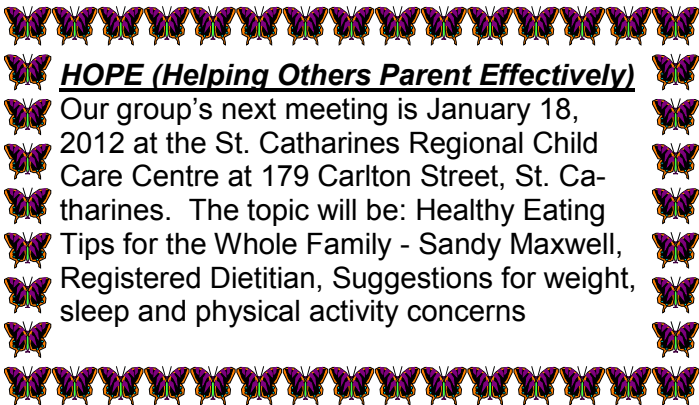 HOPE (Helping Others Parent Effectively)
Our group's next meeting is January 18,
2012 at the St. Catharines Regional Child
Care Centre at 179 Carlton Street, St. Ca-
tharines.  The topic will be: Healthy Eating
Tips for the Whole Family - Sandy Maxwell,
Registered Dietitian, Suggestions for weight,
sleep and physical activity concerns